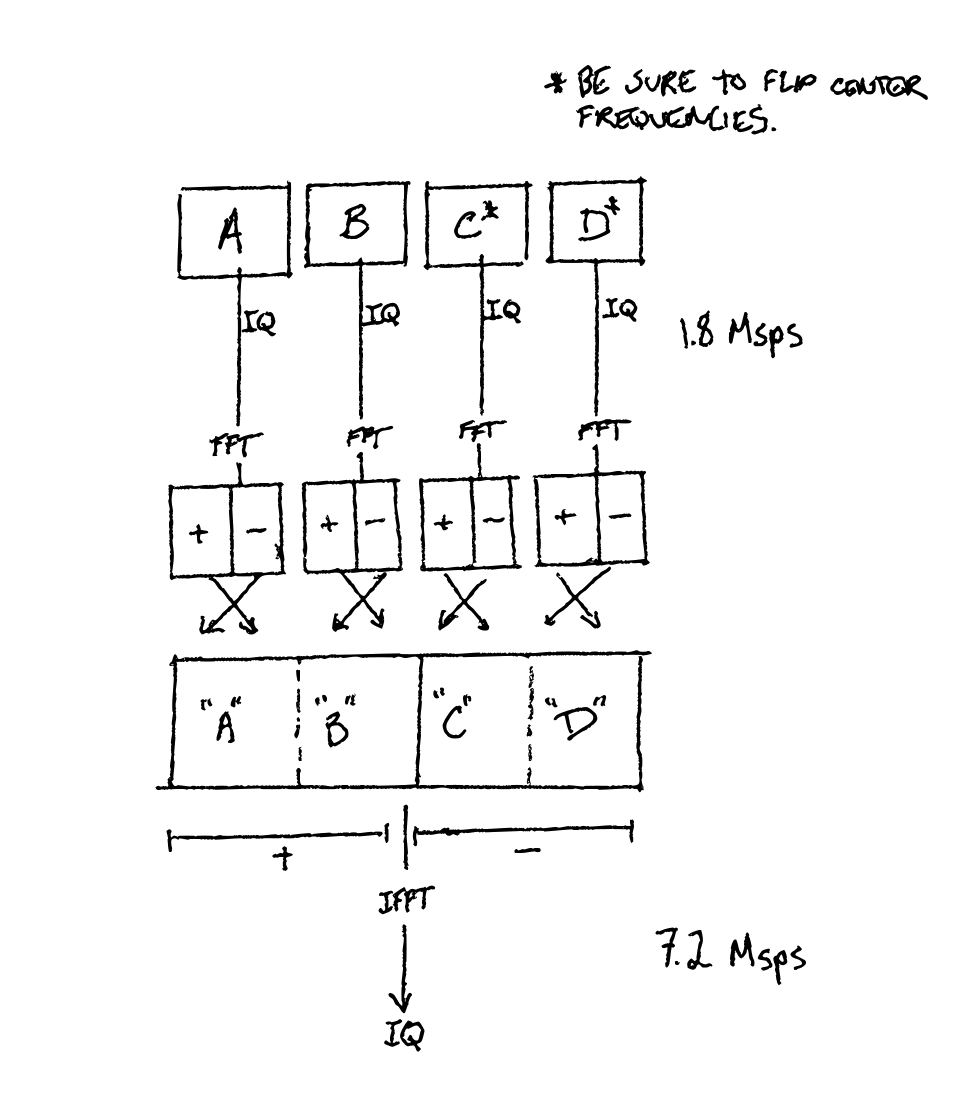 * BE SURE TO FLIP CENTER
FREQUENCIES.
A B C* D*
IQ IQ IQ IQ
1.8 Msps
FFT FFT FFT FFT
+ - + - + - + -
"A" "B" "C" "D"
+ -
IFFT
7.2 Msps
IQ